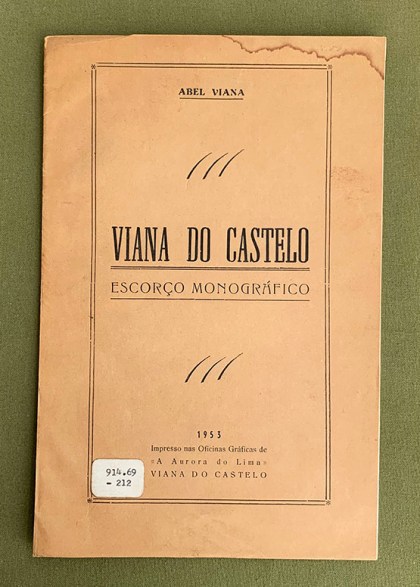 ABEL VIANA
VIANA DO CASTELO
ESCORÇO MONOGRÁFICO
1953
Impresso nas Oficinas Gráficas de
«A Aurora do Lima»
VIANA DO CASTELO
914.69
- 212